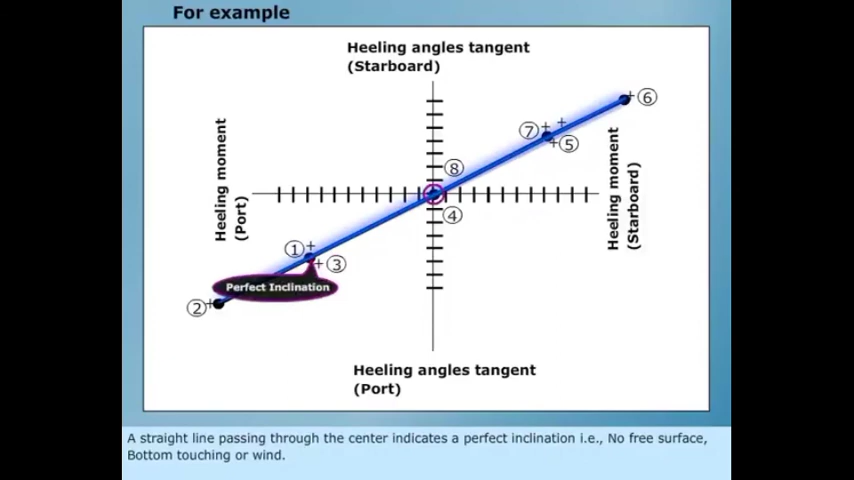 For example
Heeling angles tangent
(Starboard)
⑥
⑦
⑤
Heeling moment
(Port)
⑧
Heeling moment
(Starboard)
④
①
③
Perfect Inclination
②
Heeling angles tangent
(Port)
A straight line passing through the center indicates a perfect inclination i.e., No free surface,
Bottom touching or wind.